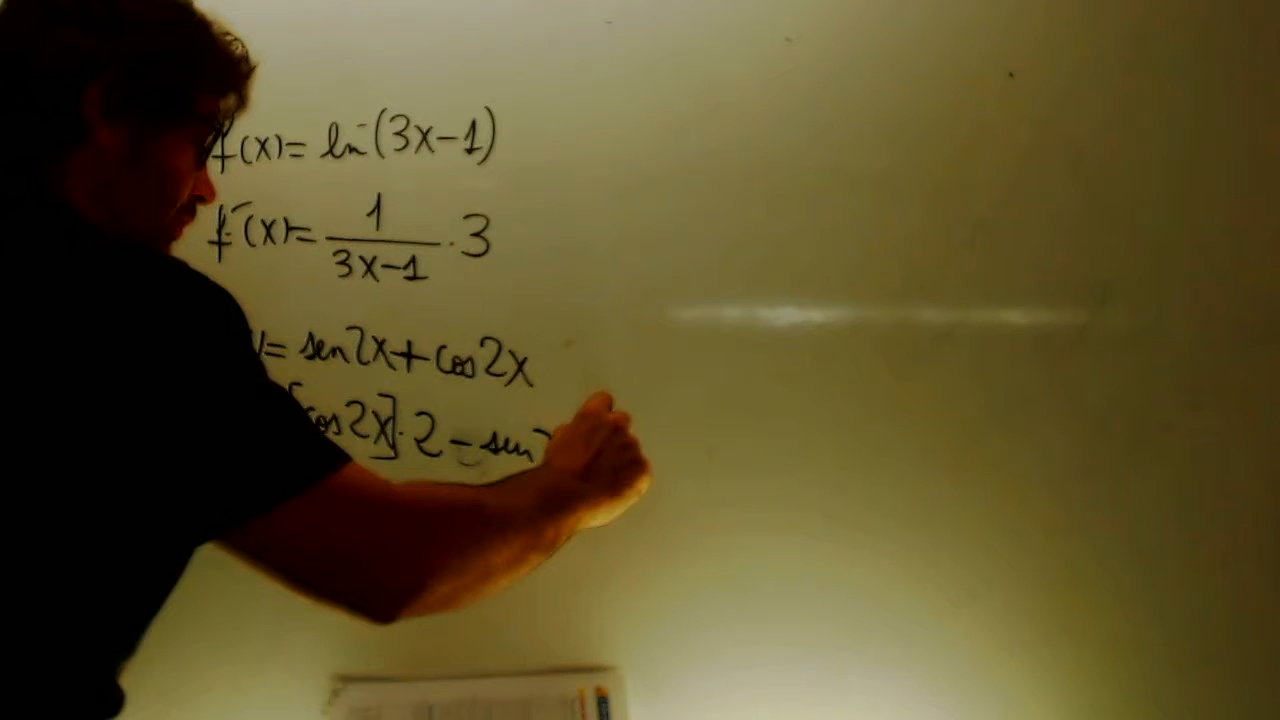 f(x)= ln(3x-1)
f'(x)= 1/(3x-1) · 3
y= sen2x+cos2x
[cos2x]·2-sen